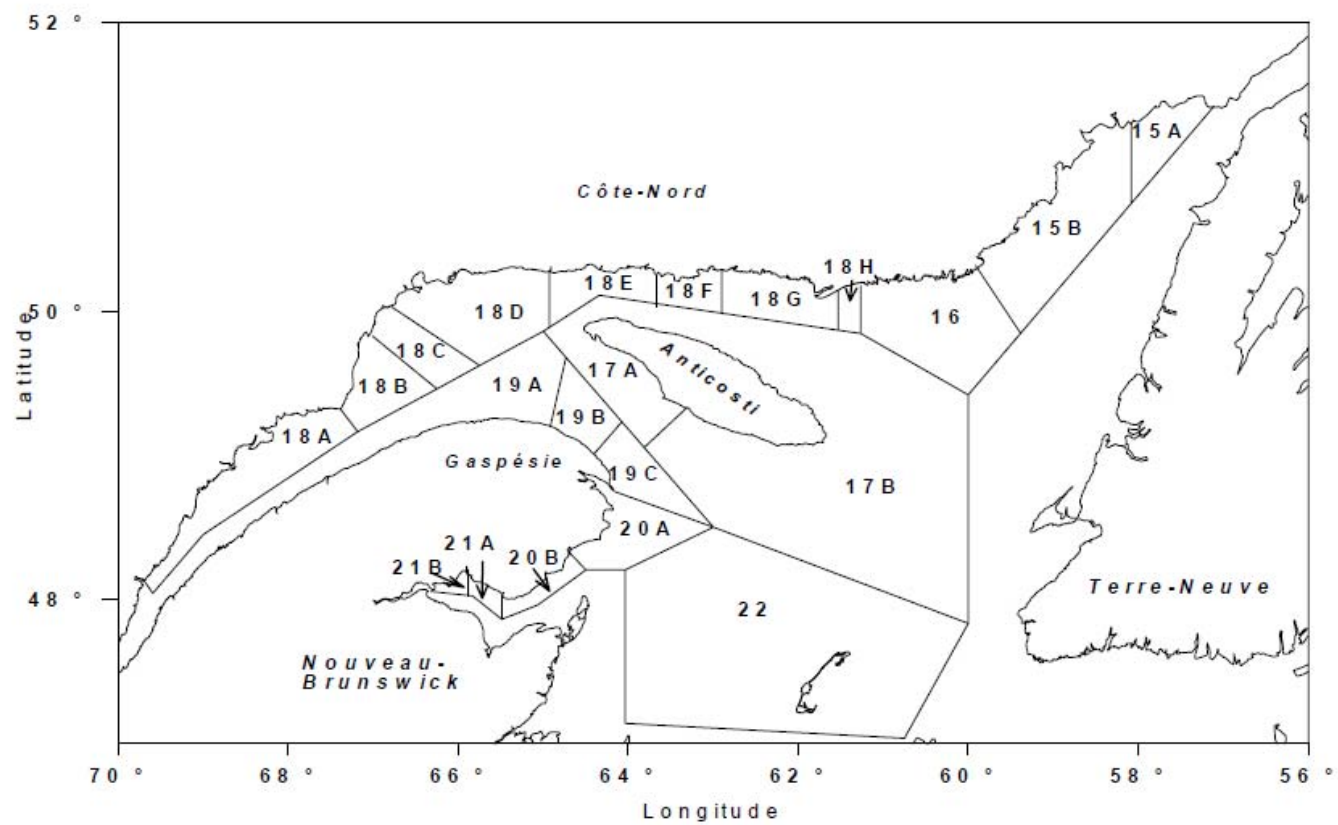 52°
15A
Côte-Nord
15B
18H
18E
18F
18G
50°
18D
16
Latitude
18C
Anticosti
17A
18B
19A
19B
18A
Gaspésie
19C
17B
20A
21A
20B
21B
48°
22
Terre-Neuve
Nouveau-
Brunswick
70° 68° 66° 64° 62° 60° 58° 56°
Longitude